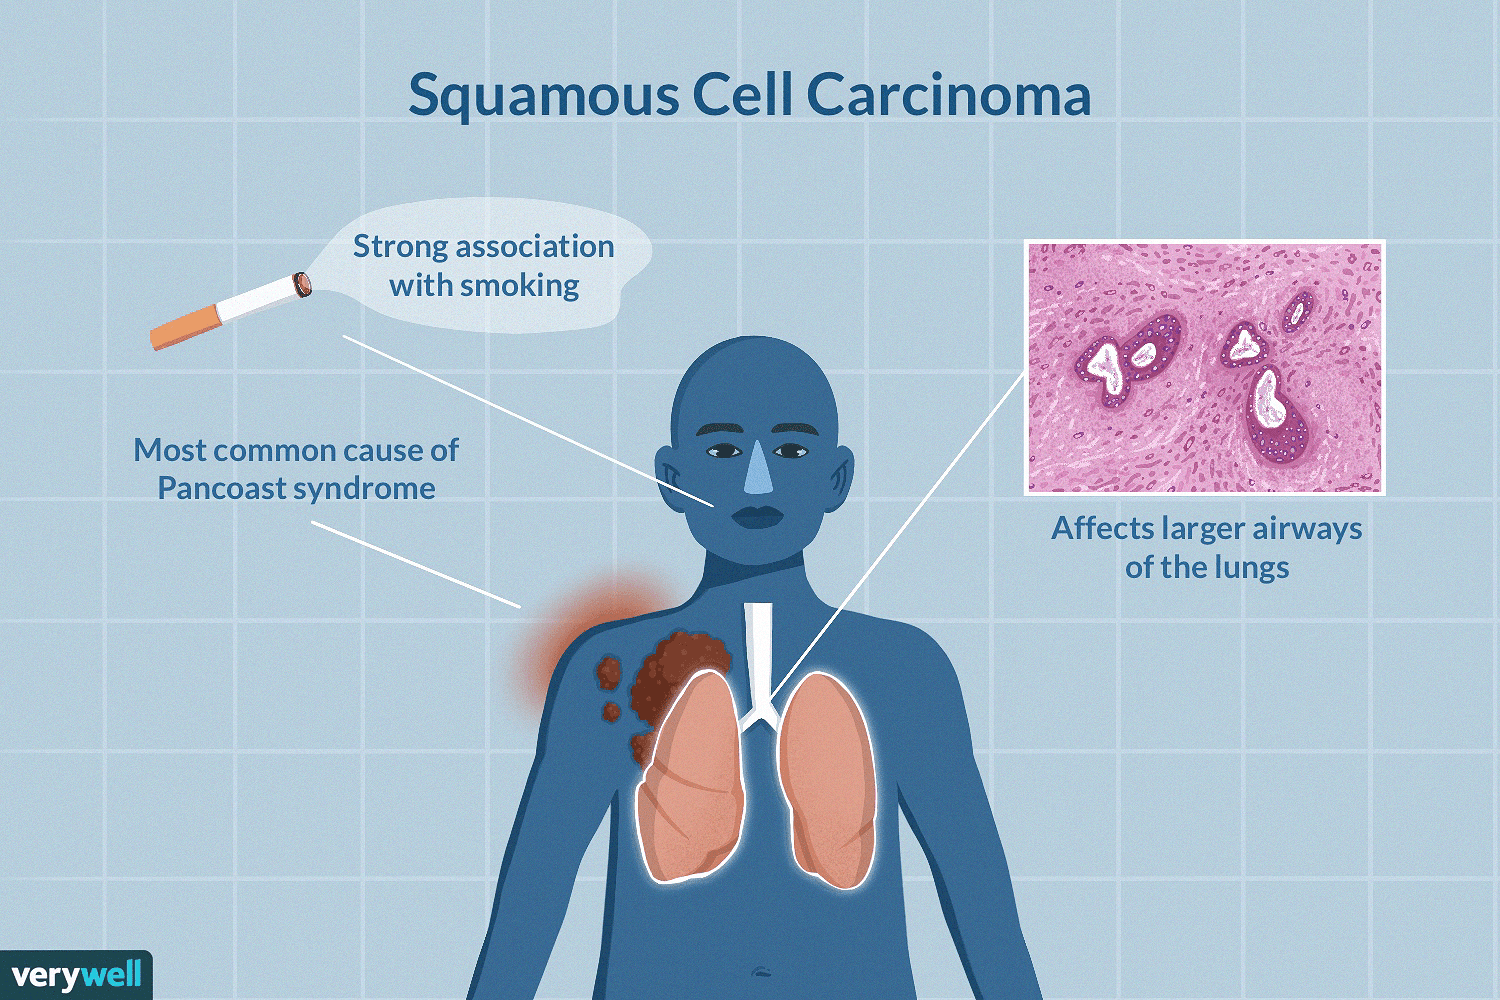 Squamous Cell Carcinoma
Strong association
with smoking
Most common cause of
Pancoast syndrome
Affects larger airways
of the lungs
verywell